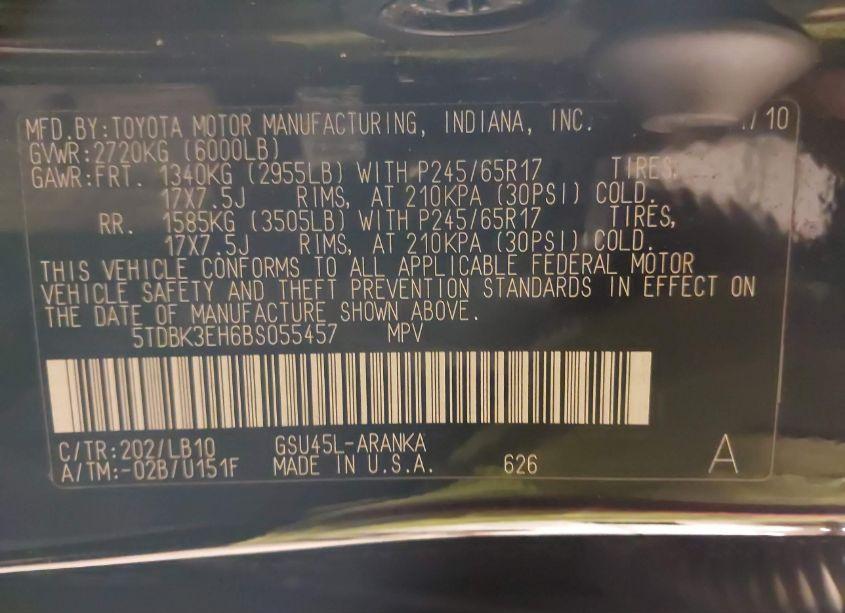 MFD.BY:TOYOTA MOTOR MANUFACTURING, INDIANA, INC. /10
GVWR:2720KG (6000LB)
GAWR:FRT. 1340KG (2955LB) WITH P245/65R17 TIRES,
17X7.5J RIMS, AT 210KPA (30PSI) COLD.
RR. 1585KG (3505LB) WITH P245/65R17 TIRES,
17X7.5J RIMS, AT 210KPA (30PSI) COLD.
THIS VEHICLE CONFORMS TO ALL APPLICABLE FEDERAL MOTOR
VEHICLE SAFETY AND THEFT PREVENTION STANDARDS IN EFFECT ON
THE DATE OF MANUFACTURE SHOWN ABOVE.
5TDBK3EH6BS055457 MPV
C/TR:202/LB10 GSU45L-ARANKA
A/TM:-02B/U151F MADE IN U.S.A. 626 A